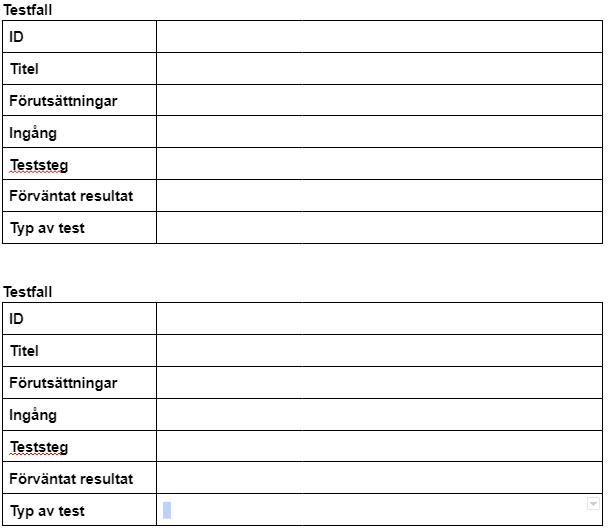 Testfall
ID
Titel
Förutsättningar
Ingång
Teststeg
Förväntat resultat
Typ av test
Testfall
ID
Titel
Förutsättningar
Ingång
Teststeg
Förväntat resultat
Typ av test